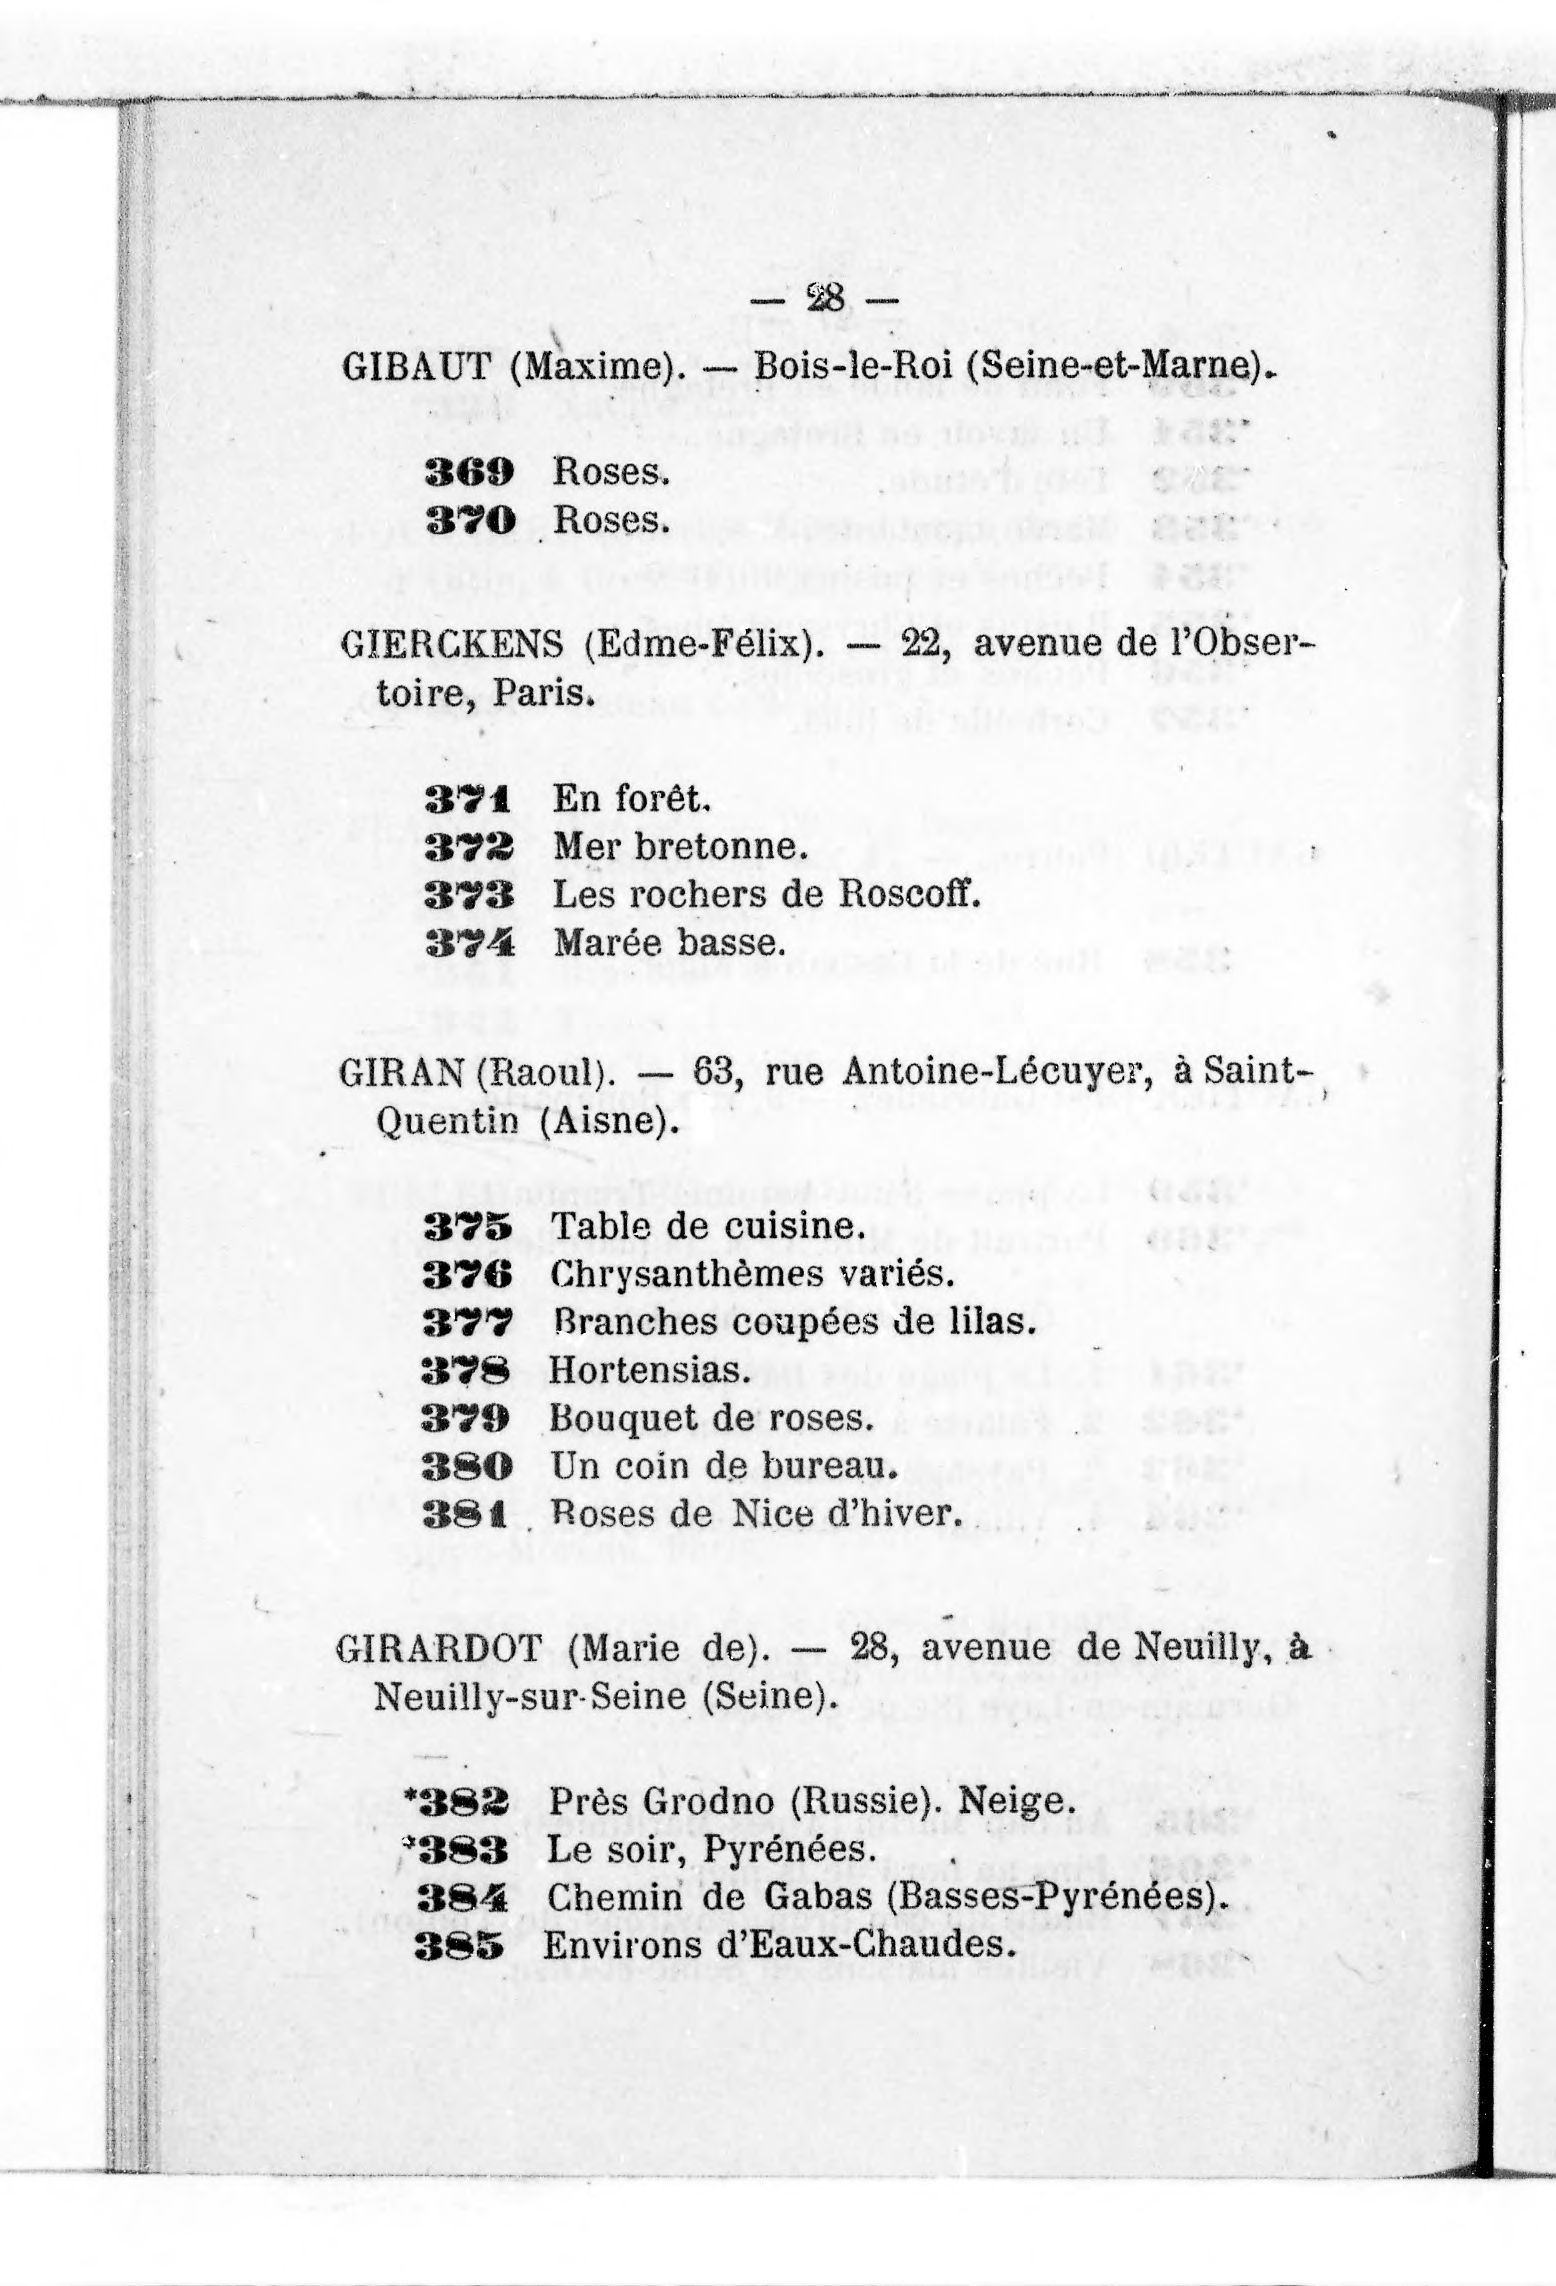 — 28 —
GIBAUT (Maxime). — Bois-le-Roi (Seine-et-Marne).
369 Roses.
370 Roses.
GIERCKENS (Edme-Félix). — 22, avenue de l'Obser-
toire, Paris.
371 En forêt.
372 Mer bretonne.
373 Les rochers de Roscoff.
374 Marée basse.
GIRAN (Raoul). — 63, rue Antoine-Lécuyer, à Saint-
Quentin (Aisne).
375 Table de cuisine.
376 Chrysanthèmes variés.
377 Branches coupées de lilas.
378 Hortensias.
379 Bouquet de roses.
380 Un coin de bureau.
381 Roses de Nice d'hiver.
GIRARDOT (Marie de). — 28, avenue de Neuilly, à
Neuilly-sur-Seine (Seine).
*382 Près Grodno (Russie). Neige.
*383 Le soir, Pyrénées.
384 Chemin de Gabas (Basses-Pyrénées).
385 Environs d'Eaux-Chaudes.